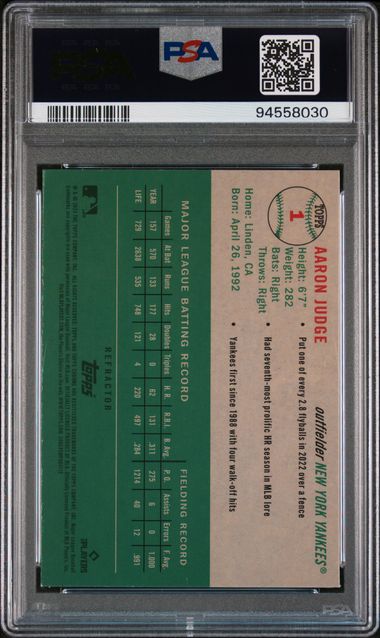 PSA
94558030
TOPPS
1
AARON JUDGE
outfielder NEW YORK YANKEES®
Height: 6'7"
Weight: 282
Bats: Right
Throws: Right
Home: Linden, CA
Born: April 26, 1992
• Put one of every 2.8 flyballs in 2022 over a fence
• Had seventh-most prolific HR season in MLB lore
• Yankees first since 1988 with four walk-off hits
MAJOR LEAGUE BATTING RECORD
FIELDING RECORD
Games At Bat Runs Hits Doubles Triples H.R. R.B.I. B. Avg. P.O. Assists Errors F. Avg.
YEAR 157 570 133 177 28 0 62 131 .311 275 6 0 1.000
LIFE 729 2638 535 748 121 4 220 497 .284 1214 40 12 .991
Topps
REFRACTOR
PLAYERS